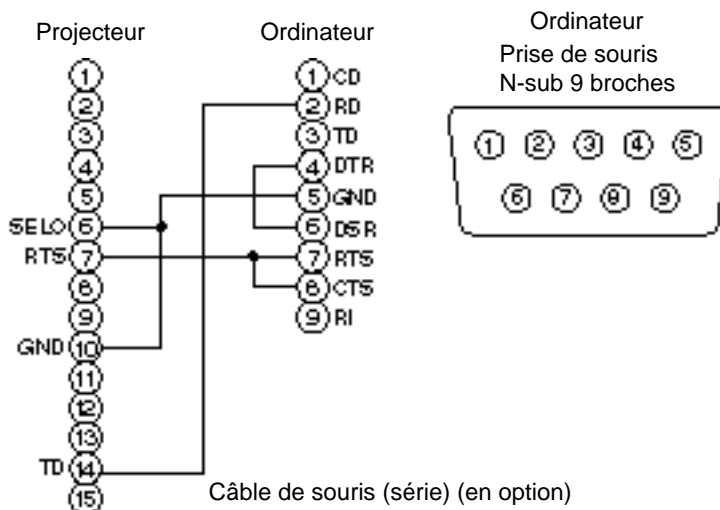 Projecteur
Ordinateur
1
2
3
4
5
SELO 6
RTS 7
8
9
GND 10
11
12
13
TD 14
15
1 CD
2 RD
3 TD
4 DTR
5 GND
6 DSR
7 RTS
8 CTS
9 RI
Ordinateur
Prise de souris
N-sub 9 broches
1 2 3 4 5
6 7 8 9
Câble de souris (série) (en option)